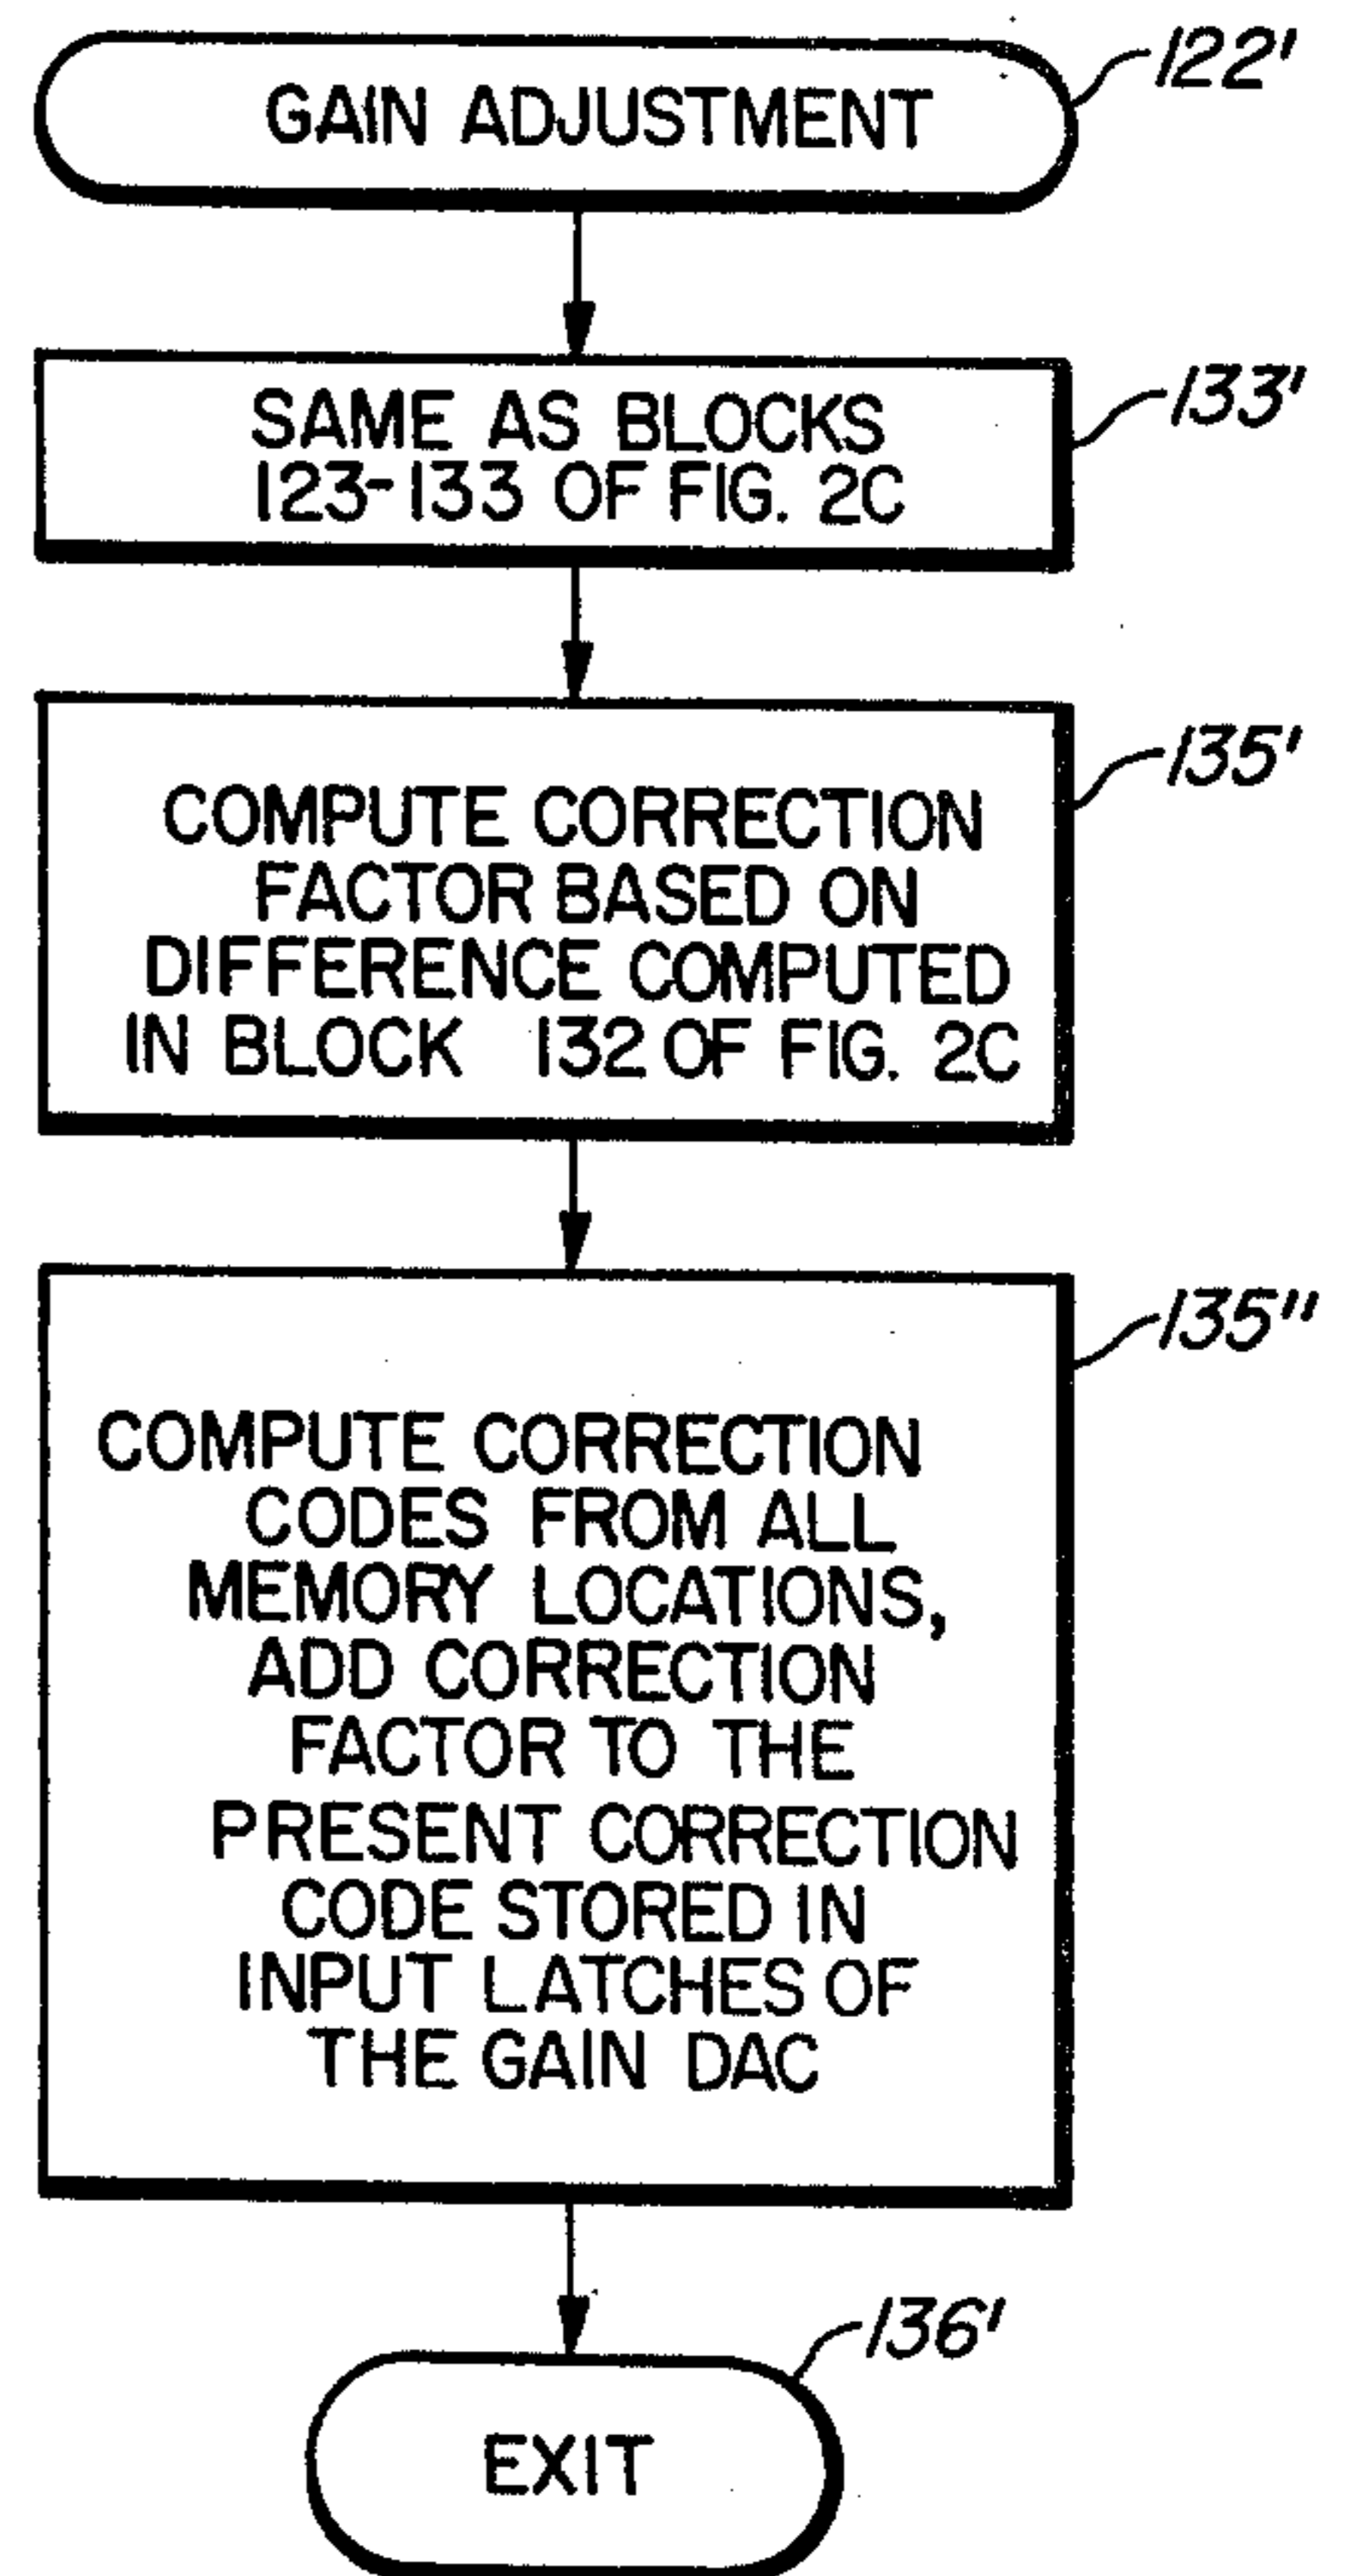 GAIN ADJUSTMENT
122'
SAME AS BLOCKS
123-133 OF FIG. 2C
133'
COMPUTE CORRECTION
FACTOR BASED ON
DIFFERENCE COMPUTED
IN BLOCK 132 OF FIG. 2C
135'
COMPUTE CORRECTION
CODES FROM ALL
MEMORY LOCATIONS,
ADD CORRECTION
FACTOR TO THE
PRESENT CORRECTION
CODE STORED IN
INPUT LATCHES OF
THE GAIN DAC
135"
EXIT
136'